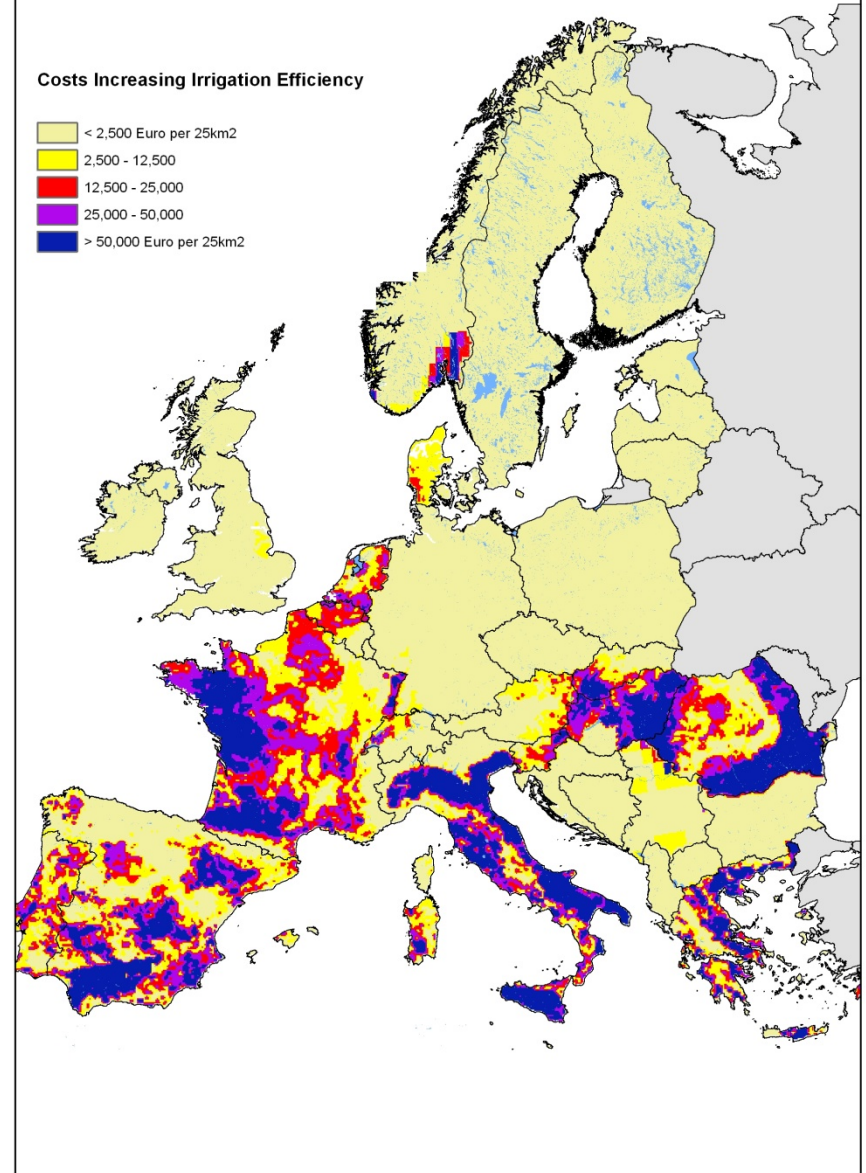 Costs Increasing Irrigation Efficiency
< 2,500 Euro per 25km2
2,500 - 12,500
12,500 - 25,000
25,000 - 50,000
> 50,000 Euro per 25km2